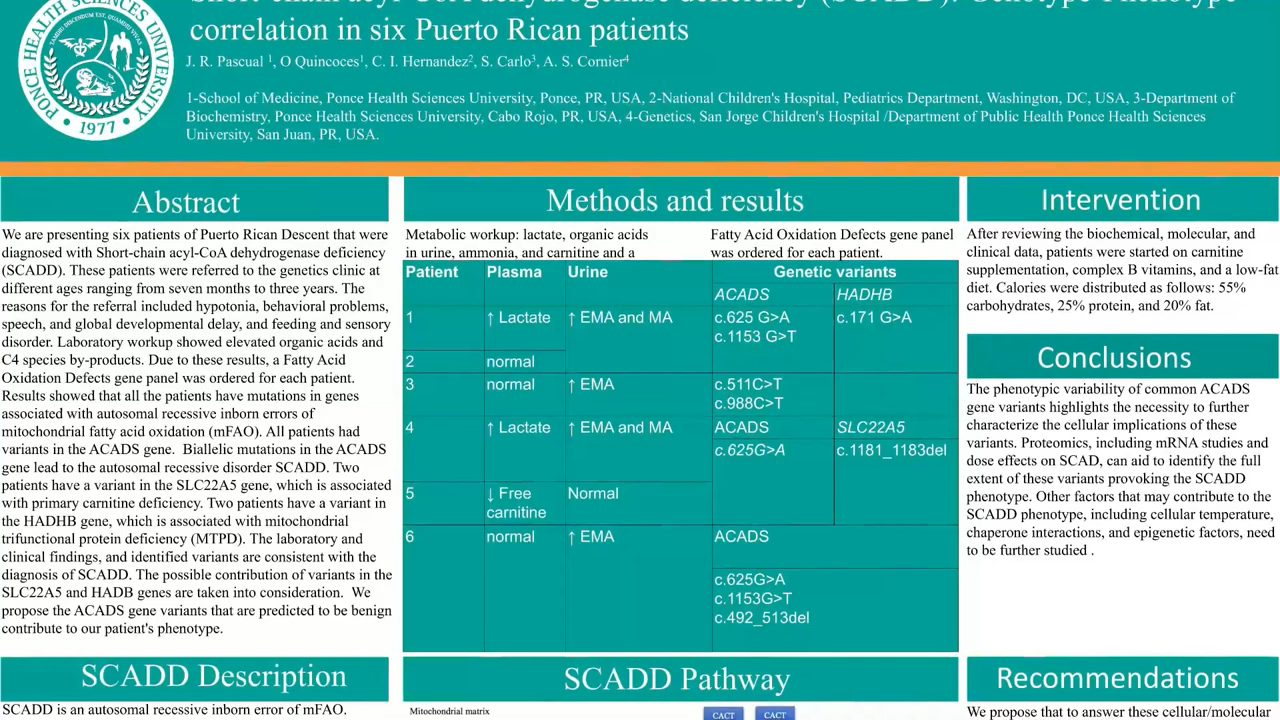 Short-chain acyl-CoA dehydrogenase deficiency (SCADD): Genotype-Phenotype
correlation in six Puerto Rican patients
J. R. Pascual 1, O Quincoces1, C. I. Hernandez2, S. Carlo3, A. S. Cornier4
1-School of Medicine, Ponce Health Sciences University, Ponce, PR, USA, 2-National Children's Hospital, Pediatrics Department, Washington, DC, USA, 3-Department of
Biochemistry, Ponce Health Sciences University, Cabo Rojo, PR, USA, 4-Genetics, San Jorge Children's Hospital /Department of Public Health Ponce Health Sciences
University, San Juan, PR, USA.
PONCE HEALTH SCIENCES UNIVERSITY
1977
Abstract
We are presenting six patients of Puerto Rican Descent that were
diagnosed with Short-chain acyl-CoA dehydrogenase deficiency
(SCADD). These patients were referred to the genetics clinic at
different ages ranging from seven months to three years. The
reasons for the referral included hypotonia, behavioral problems,
speech, and global developmental delay, and feeding and sensory
disorder. Laboratory workup showed elevated organic acids and
C4 species by-products. Due to these results, a Fatty Acid
Oxidation Defects gene panel was ordered for each patient.
Results showed that all the patients have mutations in genes
associated with autosomal recessive inborn errors of
mitochondrial fatty acid oxidation (mFAO). All patients had
variants in the ACADS gene. Biallelic mutations in the ACADS
gene lead to the autosomal recessive disorder SCADD. Two
patients have a variant in the SLC22A5 gene, which is associated
with primary carnitine deficiency. Two patients have a variant in
the HADHB gene, which is associated with mitochondrial
trifunctional protein deficiency (MTPD). The laboratory and
clinical findings, and identified variants are consistent with the
diagnosis of SCADD. The possible contribution of variants in the
SLC22A5 and HADB genes are taken into consideration. We
propose the ACADS gene variants that are predicted to be benign
contribute to our patient's phenotype.
SCADD Description
SCADD is an autosomal recessive inborn error of mFAO.
Methods and results
Metabolic workup: lactate, organic acids
in urine, ammonia, and carnitine and a
Fatty Acid Oxidation Defects gene panel
was ordered for each patient.
Patient Plasma Urine Genetic variants
ACADS HADHB
1 ↑ Lactate ↑ EMA and MA c.625 G>A c.171 G>A
c.1153 G>T
2 normal
3 normal ↑ EMA c.511C>T
c.988C>T
4 ↑ Lactate ↑ EMA and MA ACADS SLC22A5
c.625G>A c.1181_1183del
5 ↓ Free Normal
carnitine
6 normal ↑ EMA ACADS
c.625G>A
c.1153G>T
c.492_513del
SCADD Pathway
Mitochondrial matrix
CACT CACT
Intervention
After reviewing the biochemical, molecular, and
clinical data, patients were started on carnitine
supplementation, complex B vitamins, and a low-fat
diet. Calories were distributed as follows: 55%
carbohydrates, 25% protein, and 20% fat.
Conclusions
The phenotypic variability of common ACADS
gene variants highlights the necessity to further
characterize the cellular implications of these
variants. Proteomics, including mRNA studies and
dose effects on SCAD, can aid to identify the full
extent of these variants provoking the SCADD
phenotype. Other factors that may contribute to the
SCADD phenotype, including cellular temperature,
chaperone interactions, and epigenetic factors, need
to be further studied .
Recommendations
We propose that to answer these cellular/molecular